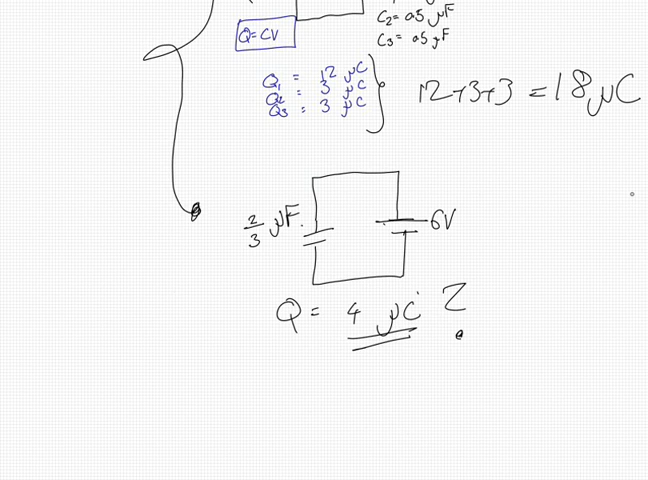 C₂= 0.5 μF
Q=CV
C₃= 0.5 μF
Q₁ = 12 μC
Q₂ = 3 μC
Q₃ = 3 μC
12+3+3 = 18 μC
2/3 μF.
6V
Q = 4 μC ?